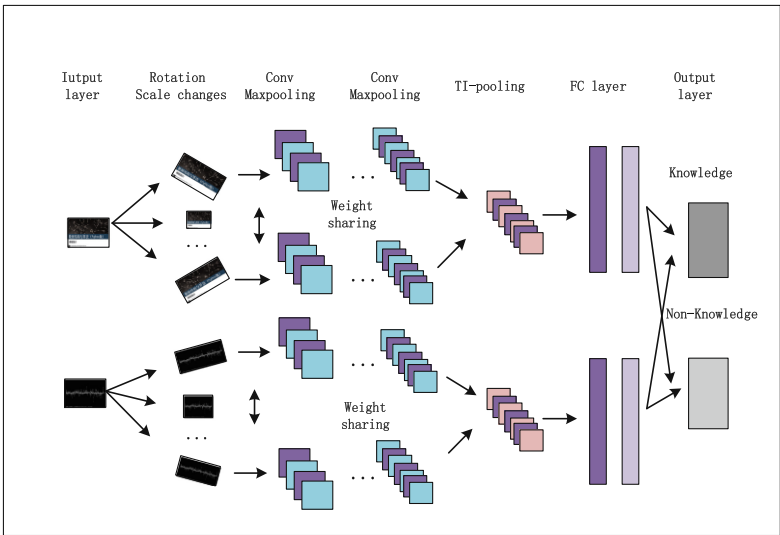 Iutput
layer
Rotation
Scale changes
Conv
Maxpooling
Conv
Maxpooling
TI-pooling
FC layer
Output
layer
...
...
Weight
sharing
...
...
Knowledge
Non-Knowledge
...
...
Weight
sharing
...
...